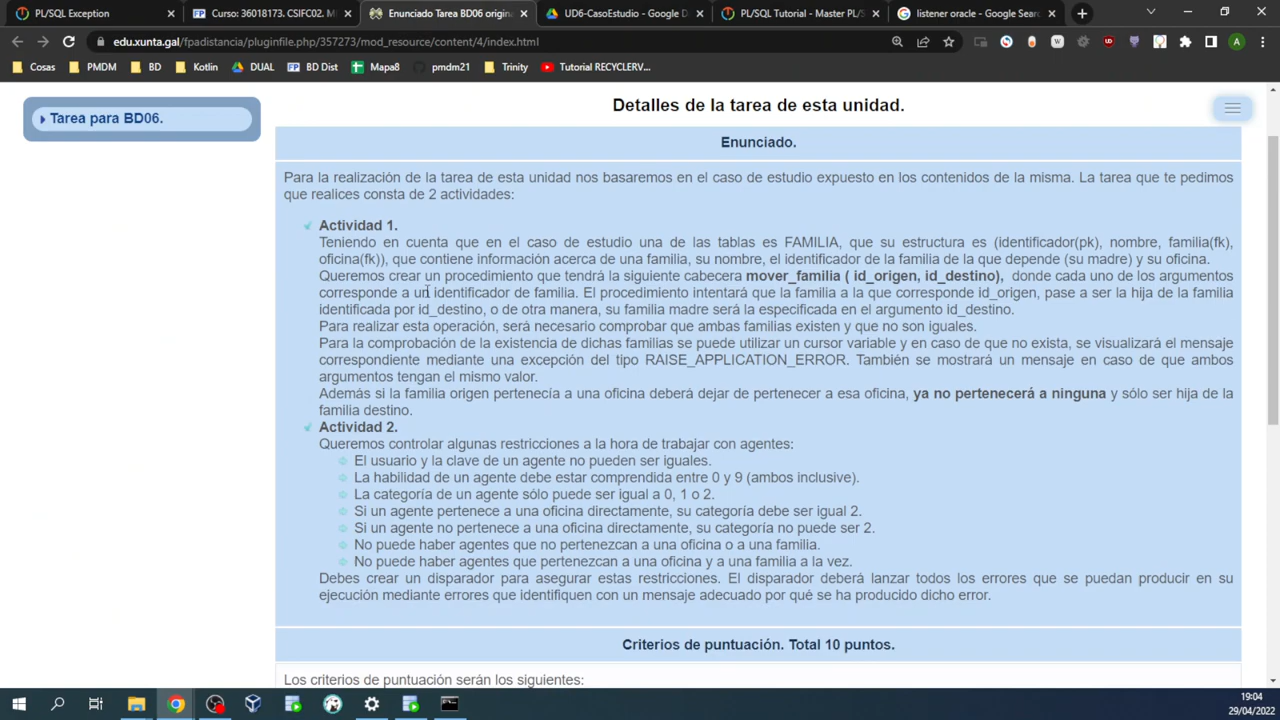 PL/SQL Exception
Curso: 36018173. CSIFC02. M
Enunciado Tarea BD06 origin
UD6-CasoEstudio - Google D
PL/SQL Tutorial - Master PL/S
listener oracle - Google Sear
edu.xunta.gal/fpadistancia/pluginfile.php/357273/mod_resource/content/4/index.html
Cosas
PMDM
BD
Kotlin
DUAL
BD Dist
Mapa8
pmdm21
Trinity
Tutorial RECYCLERV...
Tarea para BD06.
Detalles de la tarea de esta unidad.
Enunciado.
Para la realización de la tarea de esta unidad nos basaremos en el caso de estudio expuesto en los contenidos de la misma. La tarea que te pedimos
que realices consta de 2 actividades:
Actividad 1.
Teniendo en cuenta que en el caso de estudio una de las tablas es FAMILIA, que su estructura es (identificador(pk), nombre, familia(fk),
oficina(fk)), que contiene información acerca de una familia, su nombre, el identificador de la familia de la que depende (su madre) y su oficina.
Queremos crear un procedimiento que tendrá la siguiente cabecera mover_familia ( id_origen, id_destino), donde cada uno de los argumentos
corresponde a un identificador de familia. El procedimiento intentará que la familia a la que corresponde id_origen, pase a ser la hija de la familia
identificada por id_destino, o de otra manera, su familia madre será la especificada en el argumento id_destino.
Para realizar esta operación, será necesario comprobar que ambas familias existen y que no son iguales.
Para la comprobación de la existencia de dichas familias se puede utilizar un cursor variable y en caso de que no exista, se visualizará el mensaje
correspondiente mediante una excepción del tipo RAISE_APPLICATION_ERROR. También se mostrará un mensaje en caso de que ambos
argumentos tengan el mismo valor.
Además si la familia origen pertenecía a una oficina deberá dejar de pertenecer a esa oficina, ya no pertenecerá a ninguna y sólo ser hija de la
familia destino.
Actividad 2.
Queremos controlar algunas restricciones a la hora de trabajar con agentes:
El usuario y la clave de un agente no pueden ser iguales.
La habilidad de un agente debe estar comprendida entre 0 y 9 (ambos inclusive).
La categoría de un agente sólo puede ser igual a 0, 1 o 2.
Si un agente pertenece a una oficina directamente, su categoría debe ser igual 2.
Si un agente no pertenece a una oficina directamente, su categoría no puede ser 2.
No puede haber agentes que no pertenezcan a una oficina o a una familia.
No puede haber agentes que pertenezcan a una oficina y a una familia a la vez.
Debes crear un disparador para asegurar estas restricciones. El disparador deberá lanzar todos los errores que se puedan producir en su
ejecución mediante errores que identifiquen con un mensaje adecuado por qué se ha producido dicho error.
Criterios de puntuación. Total 10 puntos.
Los criterios de puntuación serán los siguientes:
19:04
29/04/2022